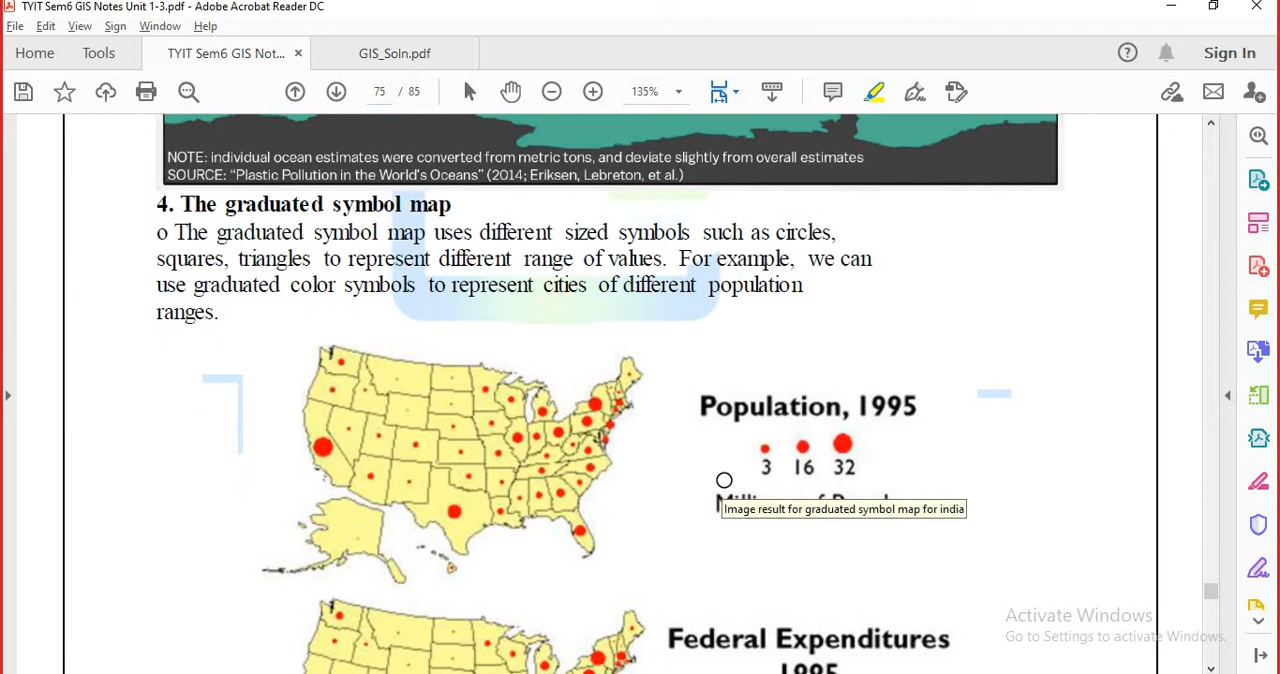 TYIT Sem6 GIS Notes Unit 1-3.pdf - Adobe Acrobat Reader DC
File Edit View Sign Window Help
Home Tools TYIT Sem6 GIS Not... × GIS_Soln.pdf Sign In
75 / 85 135%
NOTE: individual ocean estimates were converted from metric tons, and deviate slightly from overall estimates
SOURCE: "Plastic Pollution in the World's Oceans" (2014; Eriksen, Lebreton, et al.)
4. The graduated symbol map
o The graduated symbol map uses different sized symbols such as circles,
squares, triangles to represent different range of values. For example, we can
use graduated color symbols to represent cities of different population
ranges.
Population, 1995
3 16 32
Image result for graduated symbol map for india
Activate Windows
Go to Settings to activate Windows.
Federal Expenditures
1995